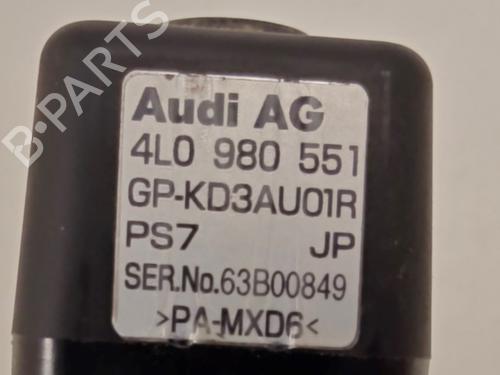 Audi AG
4L0 980 551
GP-KD3AU01R
PS7 JP
SER.No.63B00849
>PA-MXD6<
B-PARTS